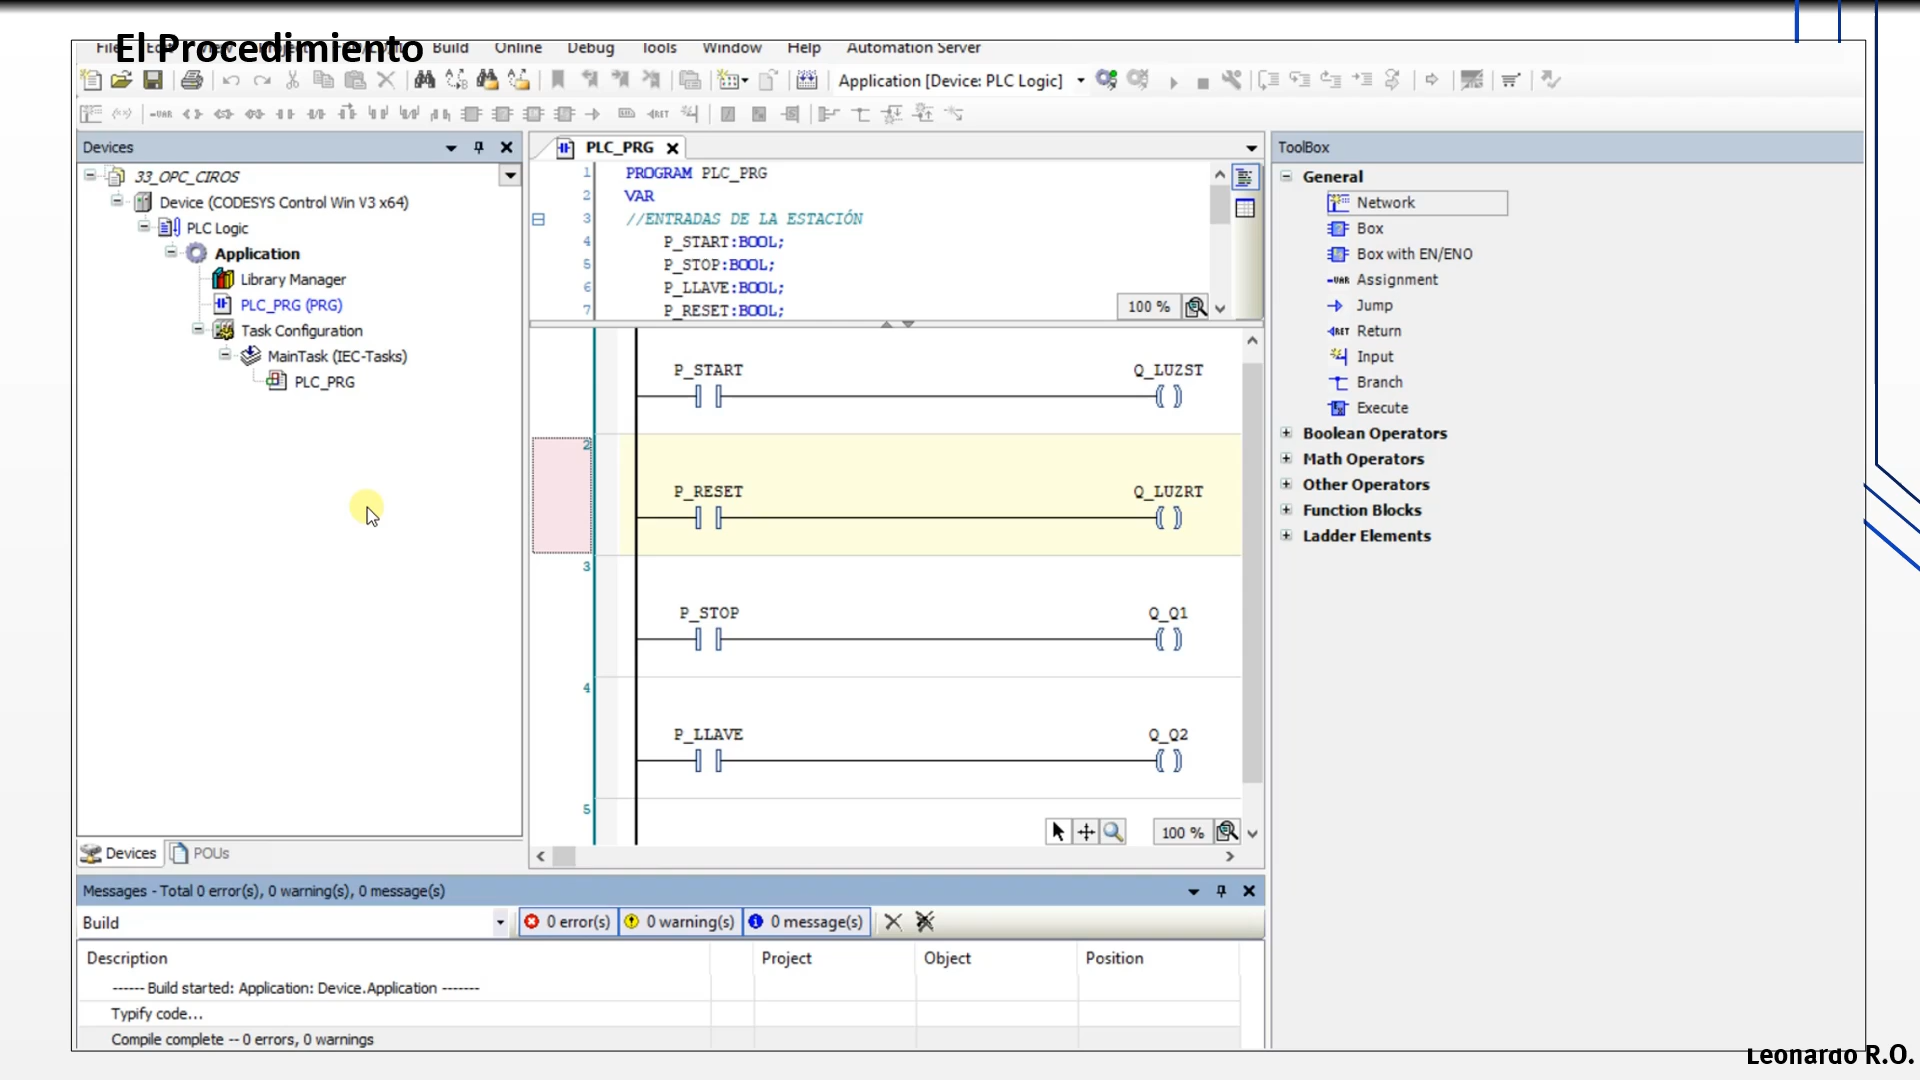 El Procedimiento
Build Online Debug Tools Window Help Automation Server
Application [Device: PLC Logic]
Devices
33_OPC_CIROS
Device (CODESYS Control Win V3 x64)
PLC Logic
Application
Library Manager
PLC_PRG (PRG)
Task Configuration
MainTask (IEC-Tasks)
PLC_PRG
Devices POUs
PLC_PRG
1 PROGRAM PLC_PRG
2 VAR
3 //ENTRADAS DE LA ESTACIÓN
4 P_START:BOOL;
5 P_STOP:BOOL;
6 P_LLAVE:BOOL;
7 P_RESET:BOOL;
100 %
P_START Q_LUZST
2
P_RESET Q_LUZRT
3
P_STOP Q_Q1
4
P_LLAVE Q_Q2
5
100 %
ToolBox
General
Network
Box
Box with EN/ENO
Assignment
Jump
Return
Input
Branch
Execute
Boolean Operators
Math Operators
Other Operators
Function Blocks
Ladder Elements
Messages - Total 0 error(s), 0 warning(s), 0 message(s)
Build 0 error(s) 0 warning(s) 0 message(s)
Description Project Object Position
------ Build started: Application: Device.Application -------
Typify code...
Compile complete -- 0 errors, 0 warnings
Leonardo R.O.